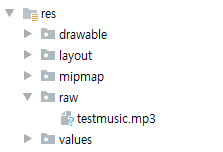 res
drawable
layout
mipmap
raw
testmusic.mp3
values